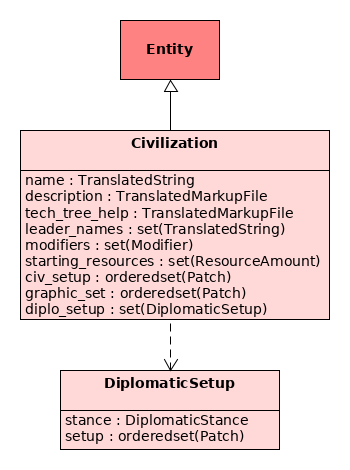 Entity
Civilization
name : TranslatedString
description : TranslatedMarkupFile
tech_tree_help : TranslatedMarkupFile
leader_names : set(TranslatedString)
modifiers : set(Modifier)
starting_resources : set(ResourceAmount)
civ_setup : orderedset(Patch)
graphic_set : orderedset(Patch)
diplo_setup : set(DiplomaticSetup)
DiplomaticSetup
stance : DiplomaticStance
setup : orderedset(Patch)